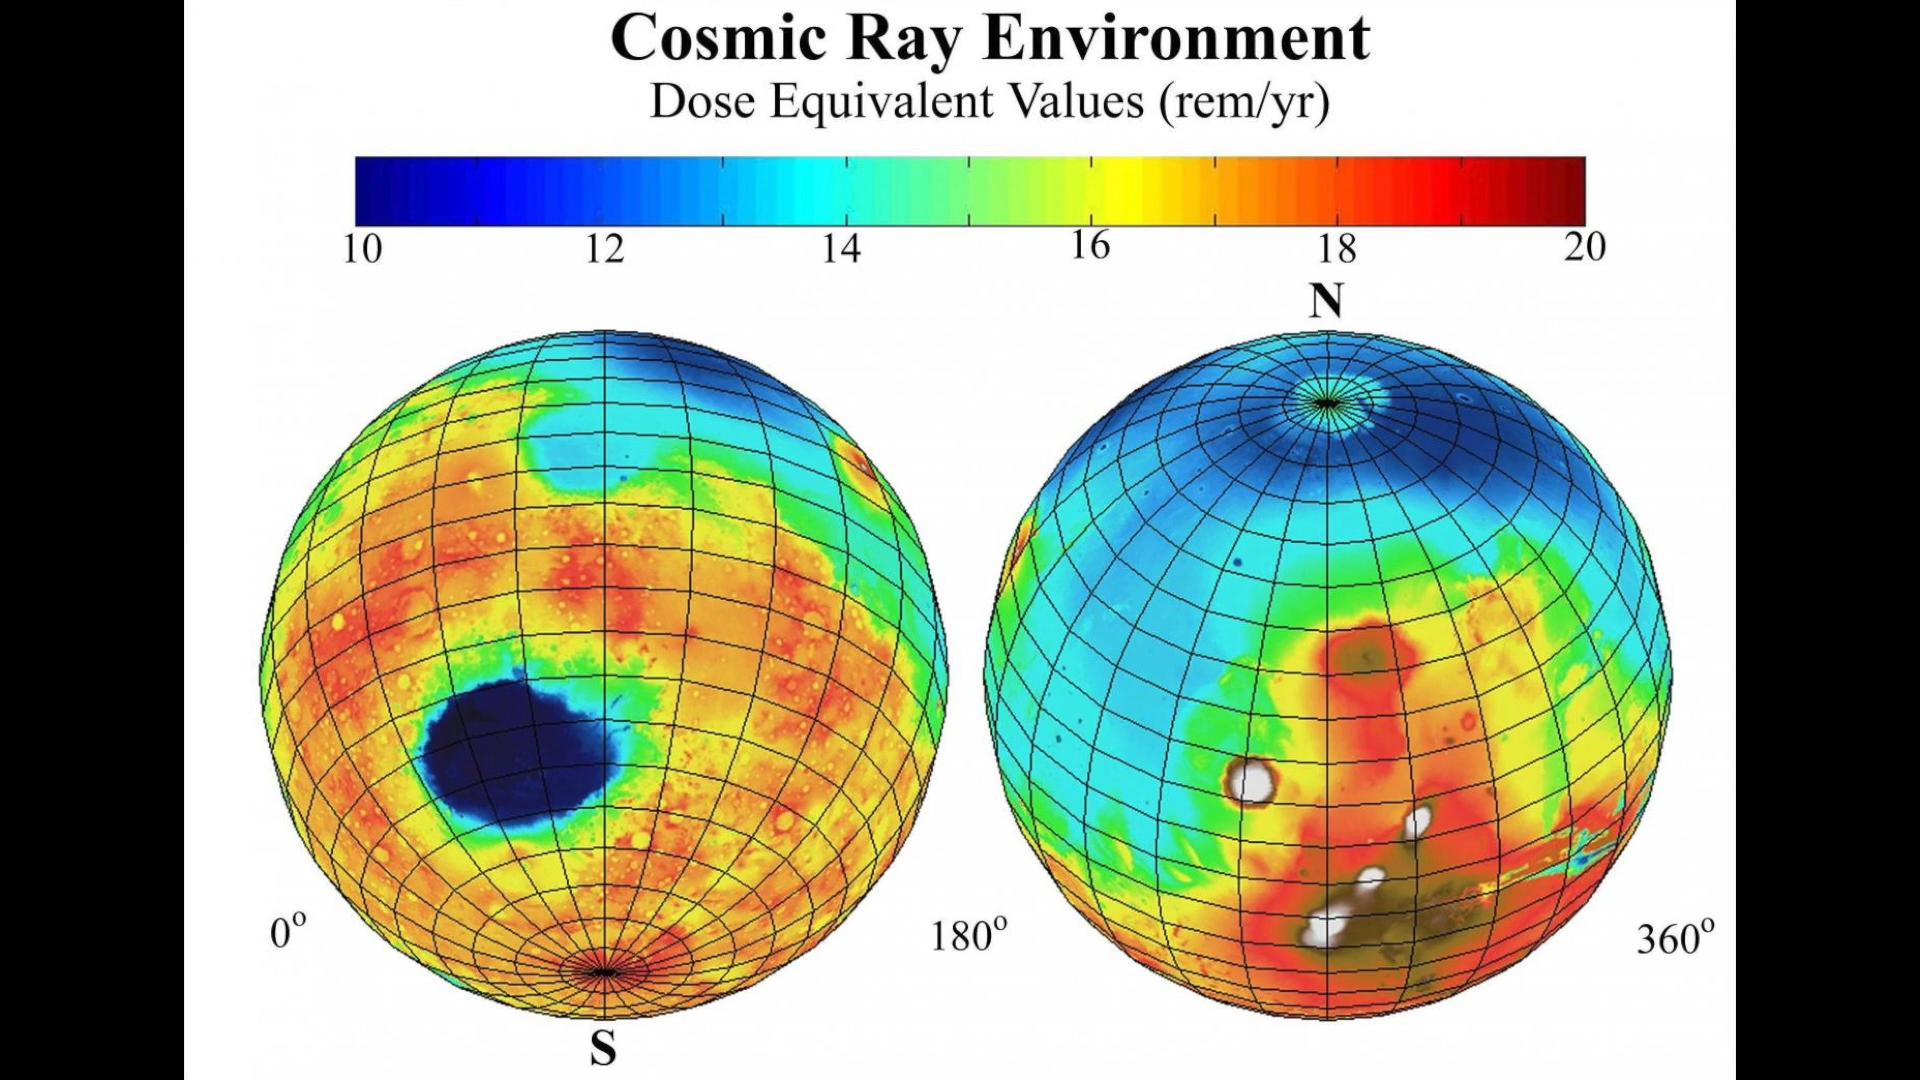 Cosmic Ray Environment
Dose Equivalent Values (rem/yr)
10 12 14 16 18 20
N
0° 180° 360°
S